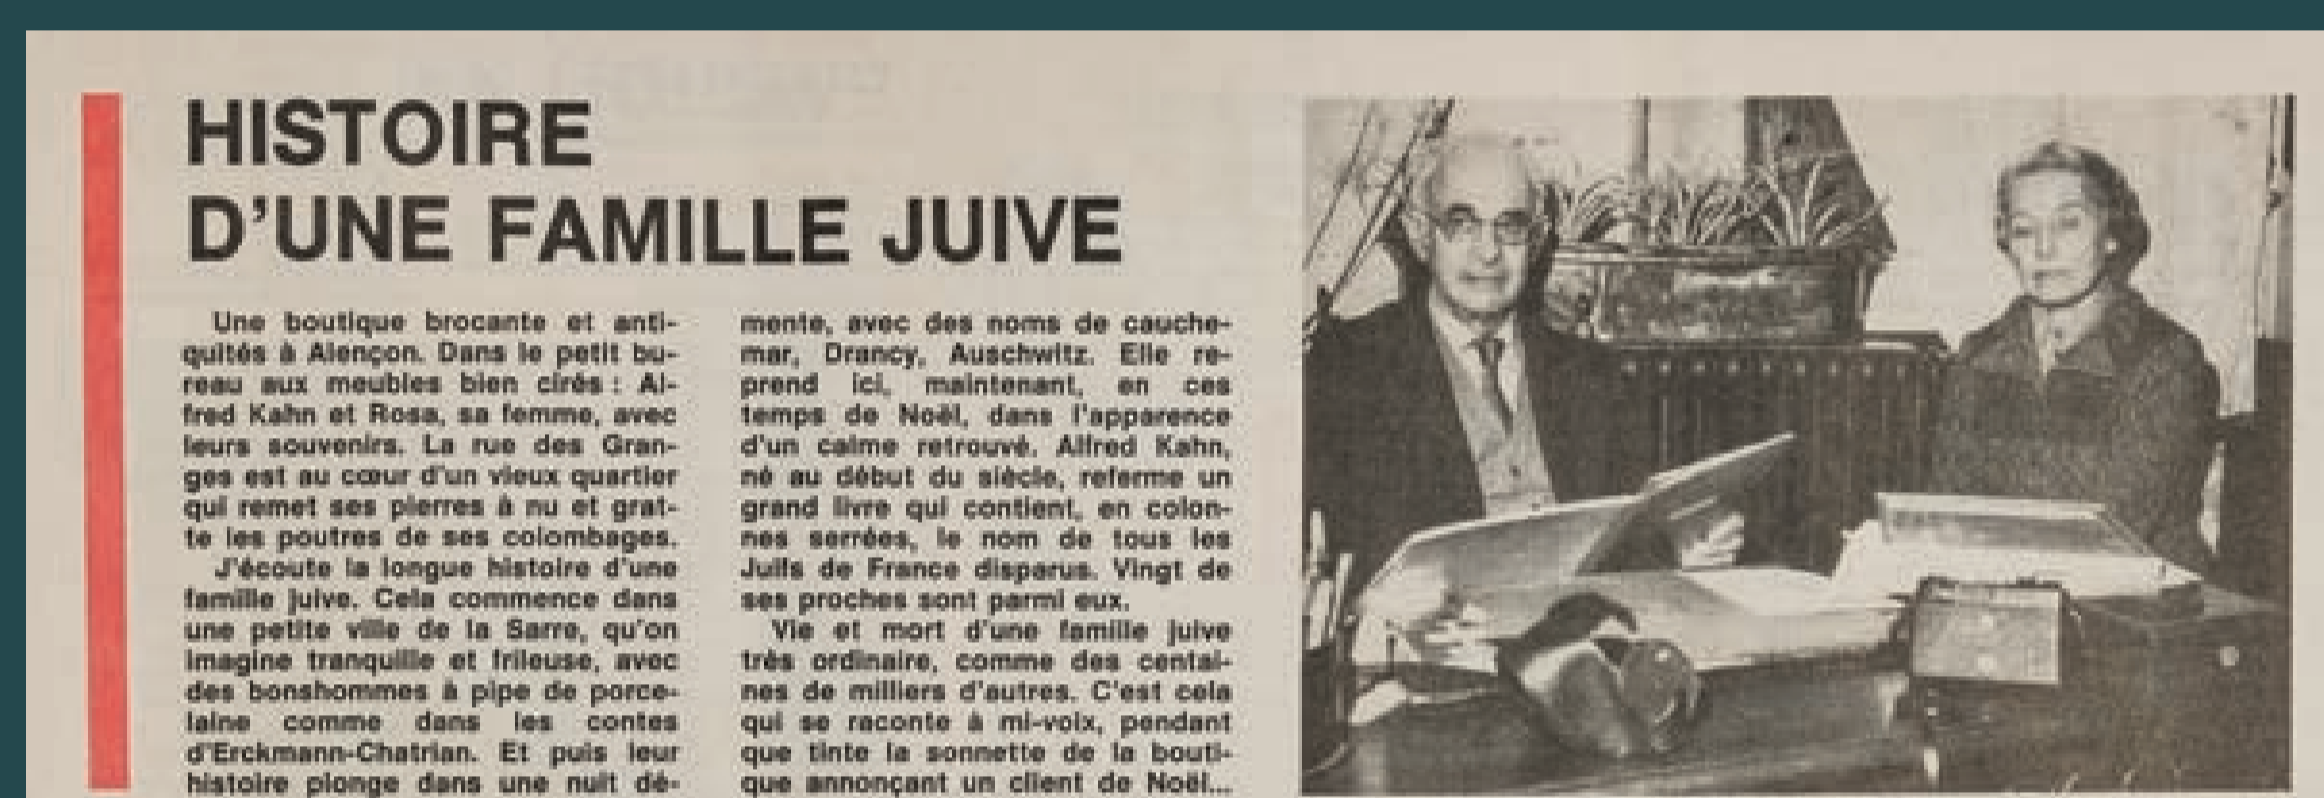 HISTOIRE
D'UNE FAMILLE JUIVE
Une boutique brocante et anti-
quités à Alençon. Dans le petit bu-
reau aux meubles bien cirés : Al-
fred Kahn et Rosa, sa femme, avec
leurs souvenirs. La rue des Gran-
ges est au cœur d'un vieux quartier
qui remet ses pierres à nu et grat-
te les poutres de ses colombages.
J'écoute la longue histoire d'une
famille juive. Cela commence dans
une petite ville de la Sarre, qu'on
imagine tranquille et frileuse, avec
des bonshommes à pipe de porce-
laine comme dans les contes
d'Erckmann-Chatrian. Et puis leur
histoire plonge dans une nuit dé-
mente, avec des noms de cauche-
mar, Drancy, Auschwitz. Elle re-
prend ici, maintenant, en ces
temps de Noël, dans l'apparence
d'un calme retrouvé. Alfred Kahn,
né au début du siècle, referme un
grand livre qui contient, en colon-
nes serrées, le nom de tous les
Juifs de France disparus. Vingt de
ses proches sont parmi eux.
Vie et mort d'une famille juive
très ordinaire, comme des centai-
nes de milliers d'autres. C'est cela
qui se raconte à mi-voix, pendant
que tinte la sonnette de la bouti-
que annonçant un client de Noël...